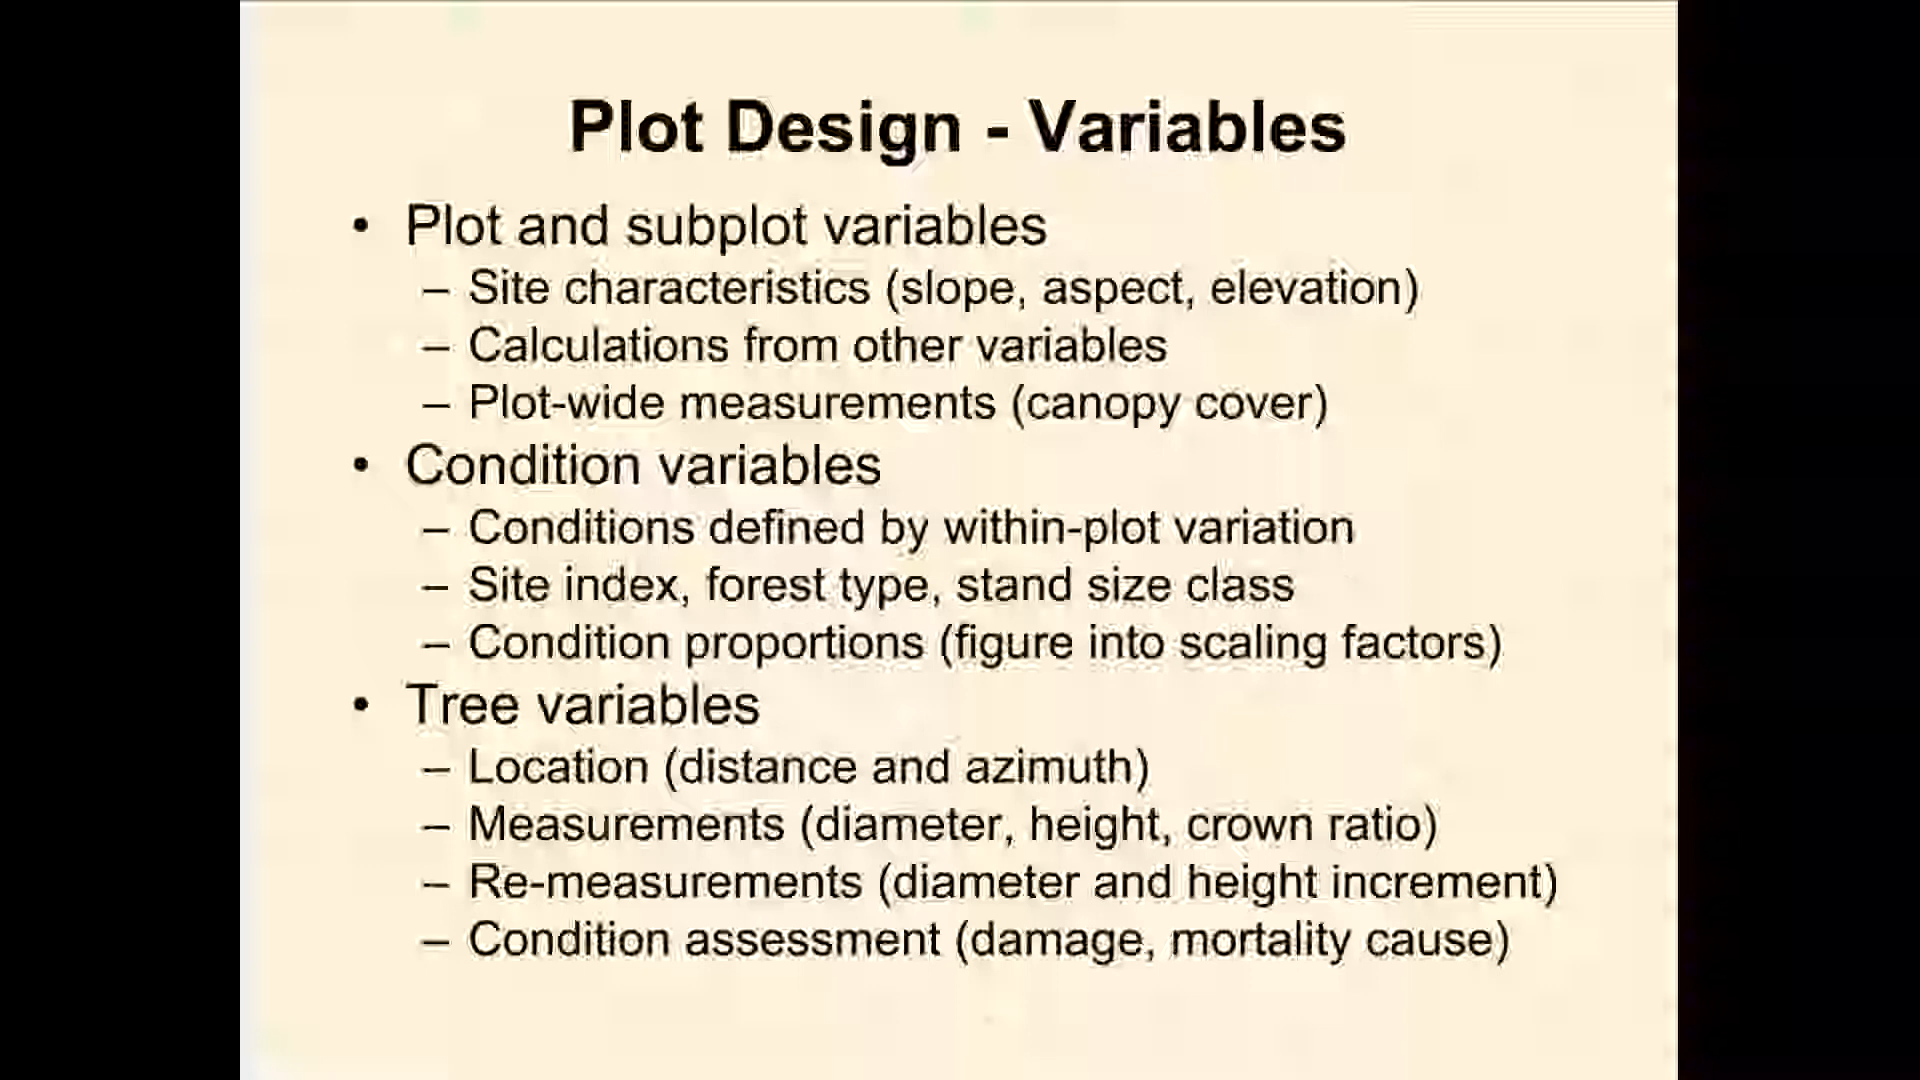 Plot Design - Variables
• Plot and subplot variables
– Site characteristics (slope, aspect, elevation)
– Calculations from other variables
– Plot-wide measurements (canopy cover)
• Condition variables
– Conditions defined by within-plot variation
– Site index, forest type, stand size class
– Condition proportions (figure into scaling factors)
• Tree variables
– Location (distance and azimuth)
– Measurements (diameter, height, crown ratio)
– Re-measurements (diameter and height increment)
– Condition assessment (damage, mortality cause)